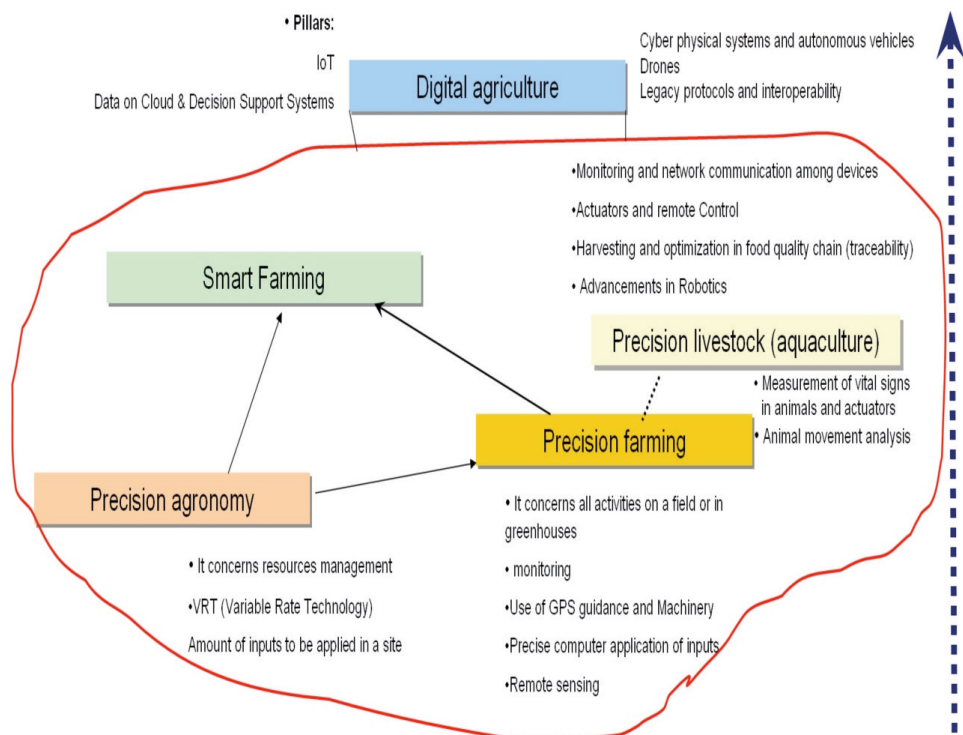 • Pillars:
IoT
Data on Cloud & Decision Support Systems
Digital agriculture
Cyber physical systems and autonomous vehicles
Drones
Legacy protocols and interoperability
•Monitoring and network communication among devices
•Actuators and remote Control
•Harvesting and optimization in food quality chain (traceability)
• Advancements in Robotics
Smart Farming
Precision livestock (aquaculture)
• Measurement of vital signs
in animals and actuators
• Animal movement analysis
Precision farming
Precision agronomy
• It concerns all activities on a field or in
greenhouses
• monitoring
•Use of GPS guidance and Machinery
•Precise computer application of inputs
•Remote sensing
• It concerns resources management
•VRT (Variable Rate Technology)
Amount of inputs to be applied in a site